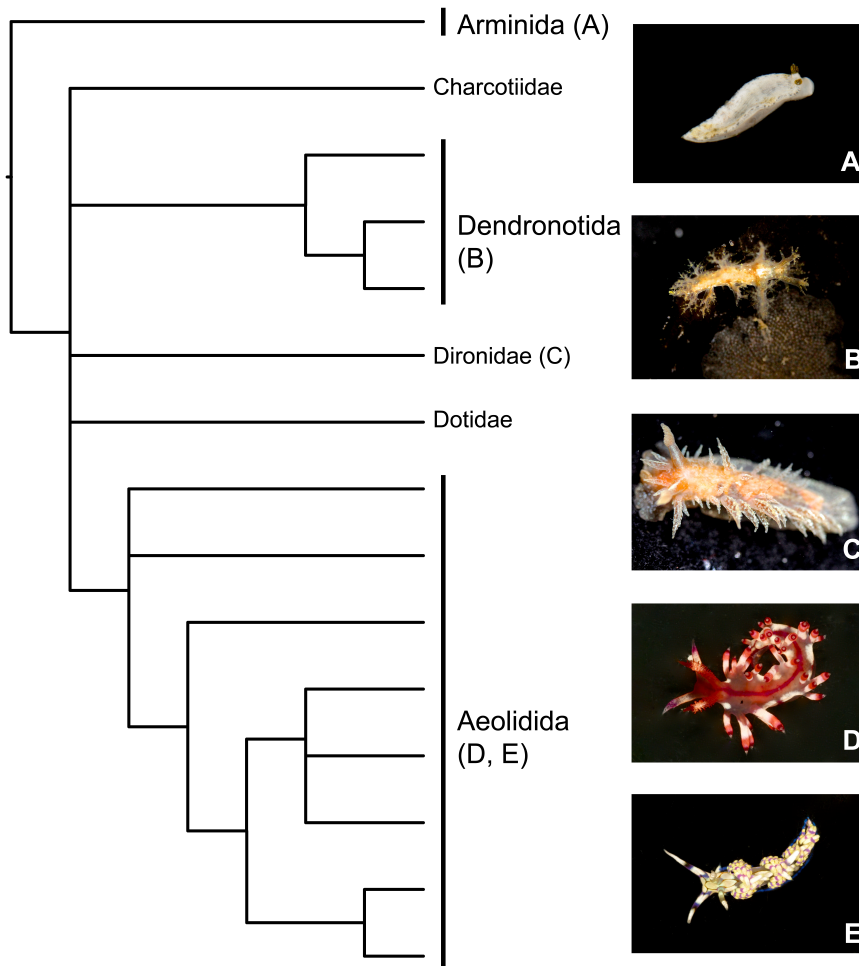 Arminida (A)
Charcotiidae
Dendronotida
(B)
Dironidae (C)
Dotidae
Aeolidida
(D, E)
A
B
C
D
E